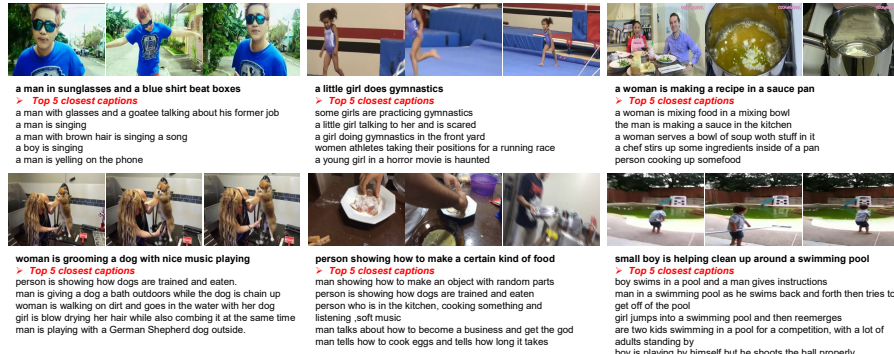 a man in sunglasses and a blue shirt beat boxes
➢ Top 5 closest captions
a man with glasses and a goatee talking about his former job
a man is singing
a man with brown hair is singing a song
a boy is singing
a man is yelling on the phone
a little girl does gymnastics
➢ Top 5 closest captions
some girls are practicing gymnastics
a little girl talking to her and is scared
a girl doing gymnastics in the front yard
women athletes taking their positions for a running race
a young girl in a horror movie is haunted
a woman is making a recipe in a sauce pan
➢ Top 5 closest captions
a woman is mixing food in a mixing bowl
the man is making a sauce in the kitchen
a woman serves a bowl of soup woth stuff in it
a chef stirs up some ingredients inside of a pan
person cooking up somefood
woman is grooming a dog with nice music playing
➢ Top 5 closest captions
person is showing how dogs are trained and eaten.
man is giving a dog a bath outdoors while the dog is chain up
woman is walking on dirt and goes in the water with her dog
girl is blow drying her hair while also combing it at the same time
man is playing with a German Shepherd dog outside.
person showing how to make a certain kind of food
➢ Top 5 closest captions
man showing how to make an object with random parts
person is showing how dogs are trained and eaten
person who is in the kitchen, cooking something and
listening ,soft music
man talks about how to become a business and get the god
man tells how to cook eggs and tells how long it takes
small boy is helping clean up around a swimming pool
➢ Top 5 closest captions
boy swims in a pool and a man gives instructions
man in a swimming pool as he swims back and forth then tries to
get off of the pool
girl jumps into a swimming pool and then reemerges
are two kids swimming in a pool for a competition, with a lot of
adults standing by
boy is playing by himself but he shoots the ball properly